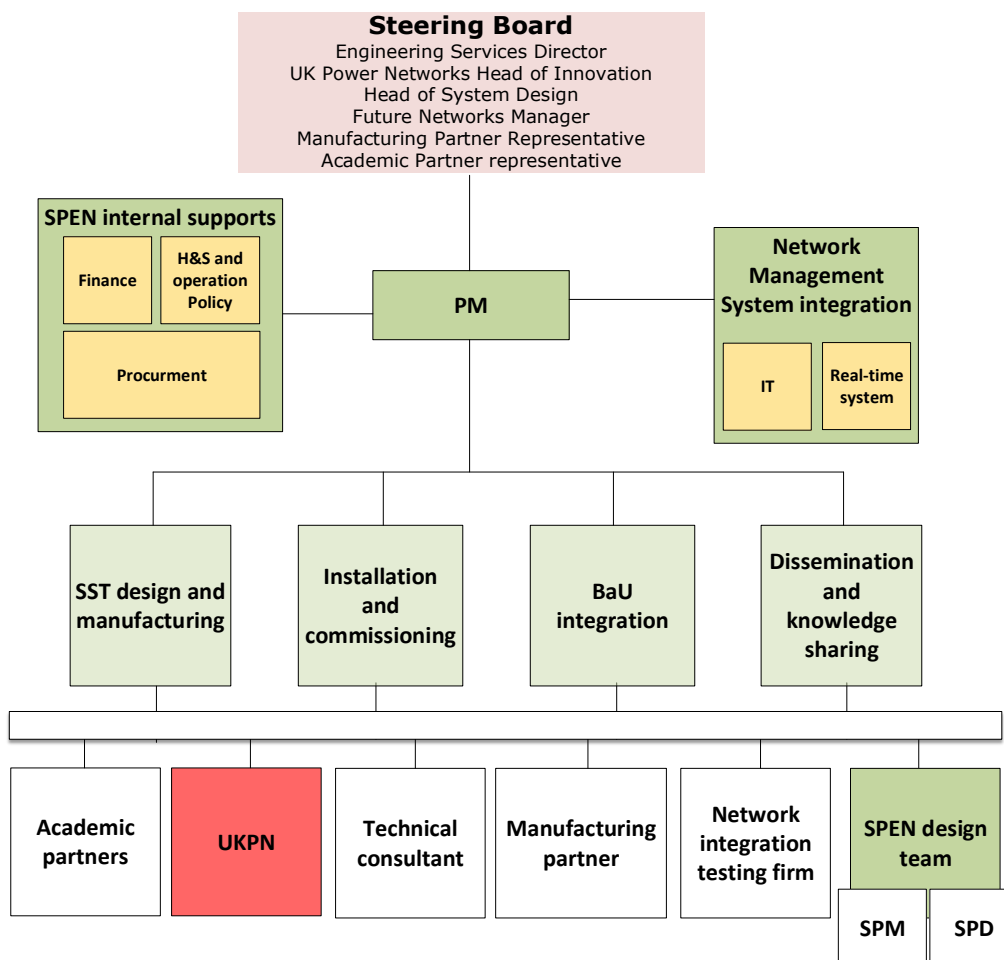 Steering Board
Engineering Services Director
UK Power Networks Head of Innovation
Head of System Design
Future Networks Manager
Manufacturing Partner Representative
Academic Partner representative
SPEN internal supports
Finance
H&S and
operation
Policy
Procurment
PM
Network
Management
System integration
IT
Real-time
system
SST design and
manufacturing
Installation
and
commissioning
BaU
integration
Dissemination
and
knowledge
sharing
Academic
partners
UKPN
Technical
consultant
Manufacturing
partner
Network
integration
testing firm
SPEN design
team
SPM
SPD